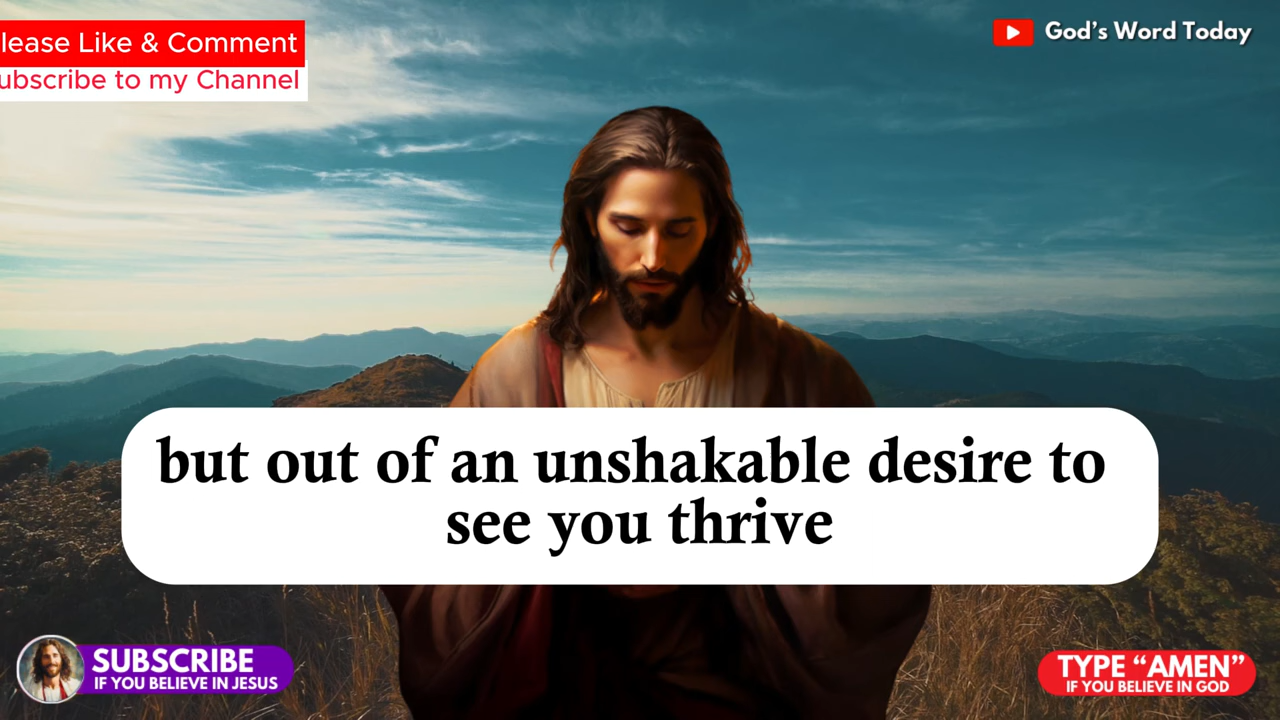 lease Like & Comment
ubscribe to my Channel
God's Word Today
but out of an unshakable desire to
see you thrive
SUBSCRIBE
IF YOU BELIEVE IN JESUS
TYPE “AMEN”
IF YOU BELIEVE IN GOD